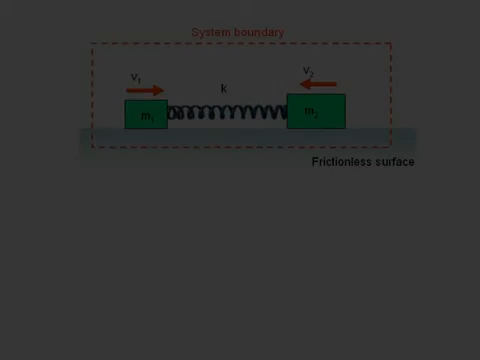 System boundary
v1
v2
k
m1
m2
Frictionless surface